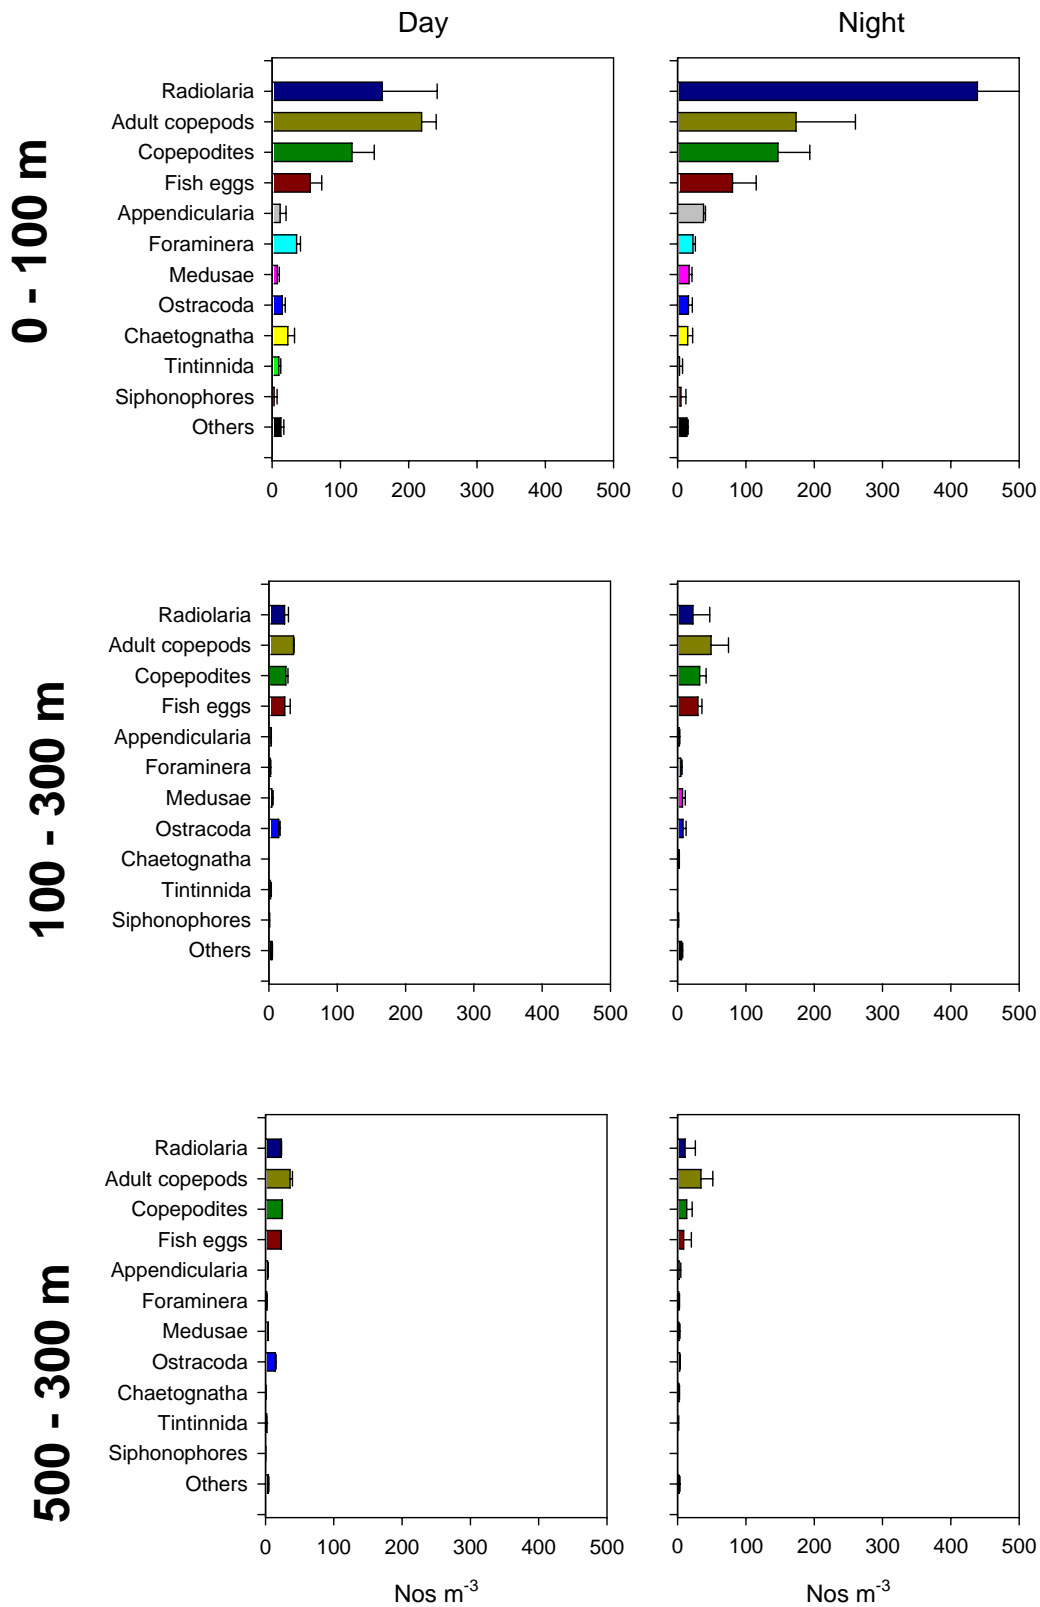 Day
Night
0 - 100 m
Radiolaria
Adult copepods
Copepodites
Fish eggs
Appendicularia
Foraminera
Medusae
Ostracoda
Chaetognatha
Tintinnida
Siphonophores
Others
0 100 200 300 400 500
0 100 200 300 400 500
100 - 300 m
Radiolaria
Adult copepods
Copepodites
Fish eggs
Appendicularia
Foraminera
Medusae
Ostracoda
Chaetognatha
Tintinnida
Siphonophores
Others
0 100 200 300 400 500
0 100 200 300 400 500
500 - 300 m
Radiolaria
Adult copepods
Copepodites
Fish eggs
Appendicularia
Foraminera
Medusae
Ostracoda
Chaetognatha
Tintinnida
Siphonophores
Others
0 100 200 300 400 500
0 100 200 300 400 500
Nos m⁻³
Nos m⁻³